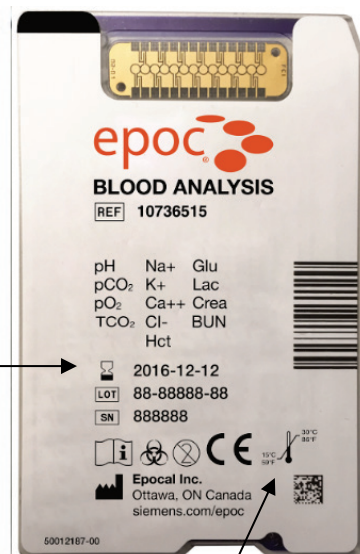 epoc®
BLOOD ANALYSIS
REF 10736515
pH Na+ Glu
pCO₂ K+ Lac
pO₂ Ca++ Crea
TCO₂ Cl- BUN
Hct
2016-12-12
LOT 88-88888-88
SN 888888
30°C
86°F
15°C
59°F
i 2 CE
Epocal Inc.
Ottawa, ON Canada
siemens.com/epoc
50012187-00